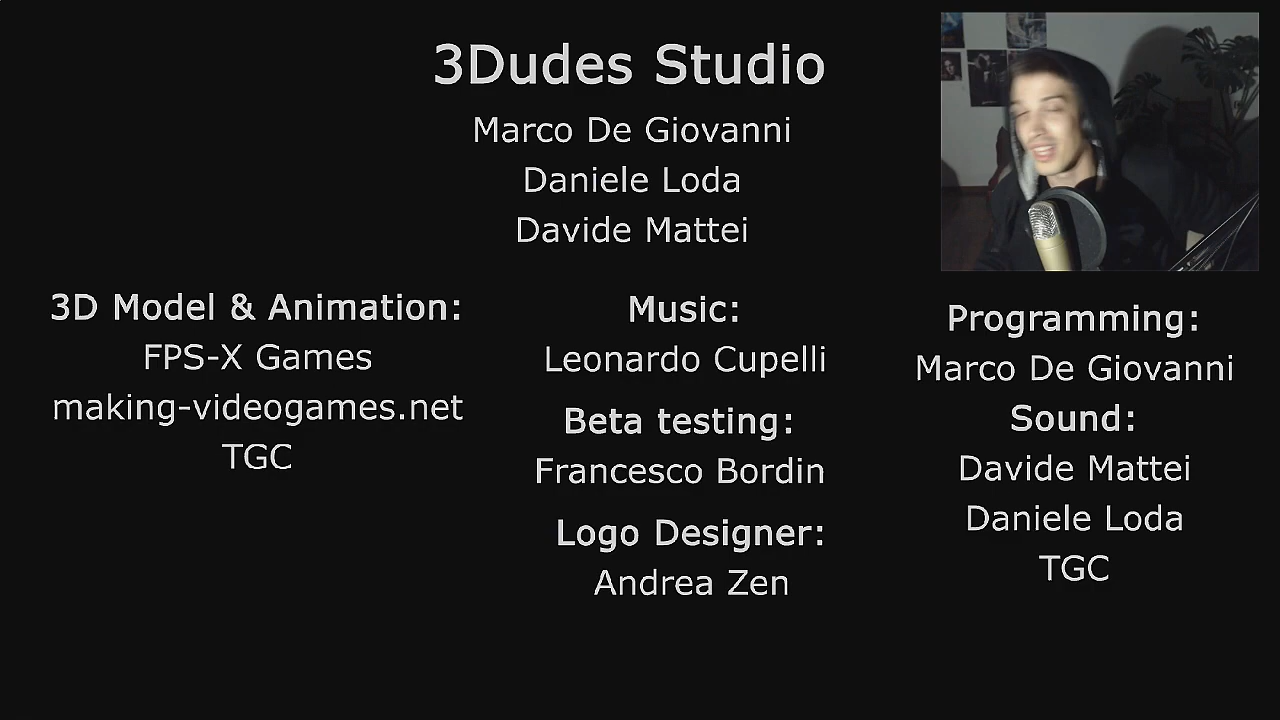 3Dudes Studio
Marco De Giovanni
Daniele Loda
Davide Mattei
3D Model & Animation:
FPS-X Games
making-videogames.net
TGC
Music:
Leonardo Cupelli
Beta testing:
Francesco Bordin
Logo Designer:
Andrea Zen
Programming:
Marco De Giovanni
Sound:
Davide Mattei
Daniele Loda
TGC